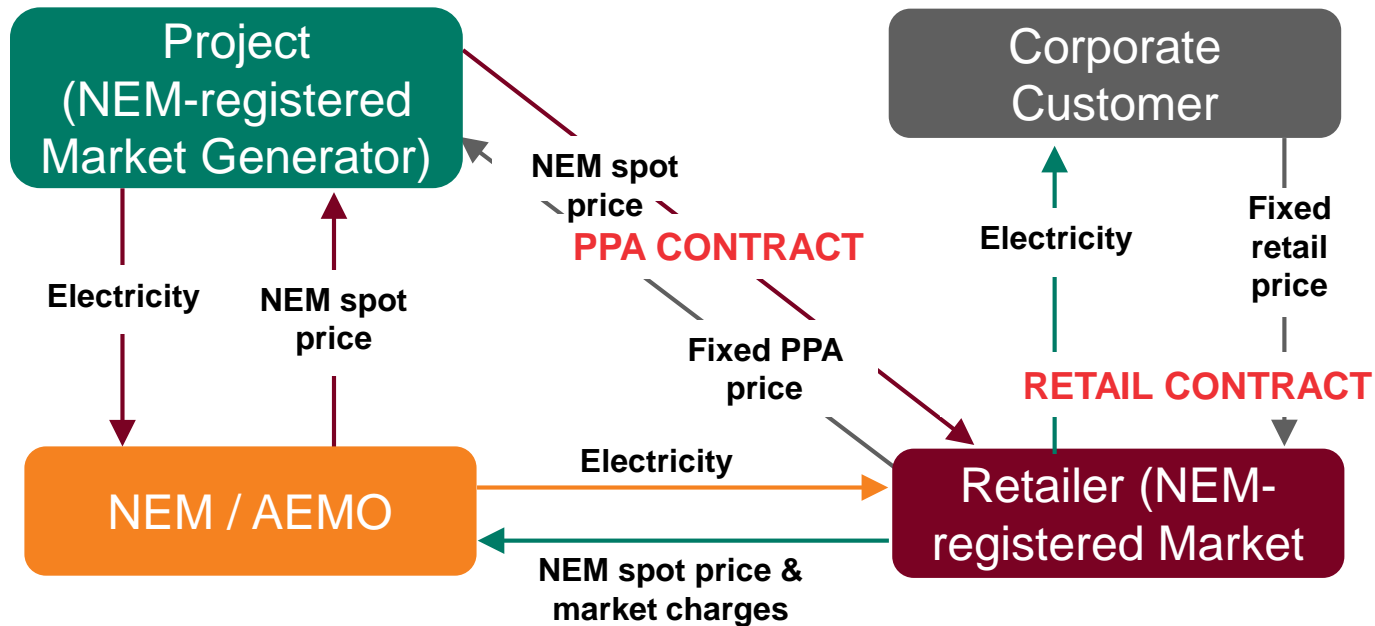 Project
(NEM-registered
Market Generator)
Corporate
Customer
NEM spot
price
PPA CONTRACT
Electricity
Fixed
retail
price
Electricity
NEM spot
price
Fixed PPA
price
RETAIL CONTRACT
Electricity
NEM / AEMO
Retailer (NEM-
registered Market
NEM spot price &
market charges